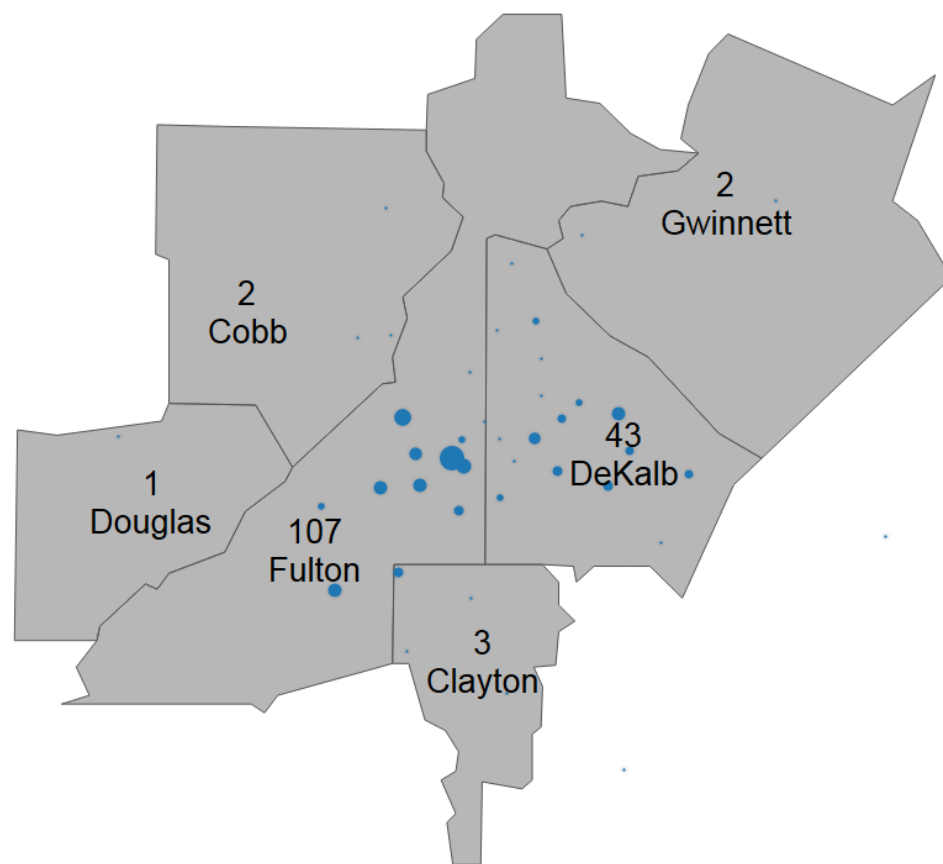 2
Gwinnett
2
Cobb
43
DeKalb
1
Douglas
107
Fulton
3
Clayton